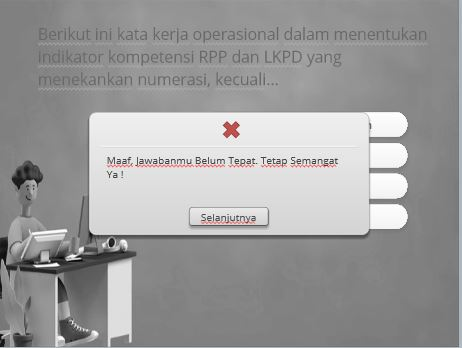 Berikut ini kata kerja operasional dalam menentukan
indikator kompetensi RPP dan LKPD yang
menekankan numerasi, kecuali...
Maaf, Jawabanmu Belum Tepat. Tetap Semangat
Ya !
Selanjutnya